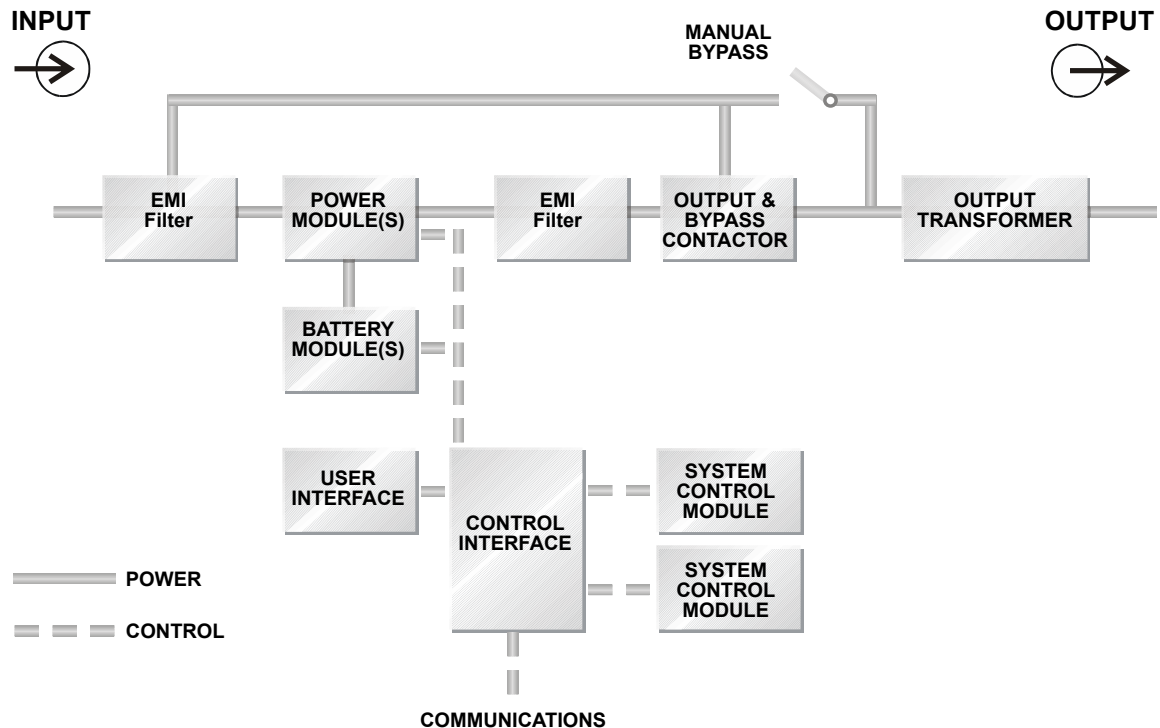 INPUT
OUTPUT
MANUAL
BYPASS
EMI
Filter
POWER
MODULE(S)
EMI
Filter
OUTPUT &
BYPASS
CONTACTOR
OUTPUT
TRANSFORMER
BATTERY
MODULE(S)
USER
INTERFACE
CONTROL
INTERFACE
SYSTEM
CONTROL
MODULE
SYSTEM
CONTROL
MODULE
POWER
CONTROL
COMMUNICATIONS